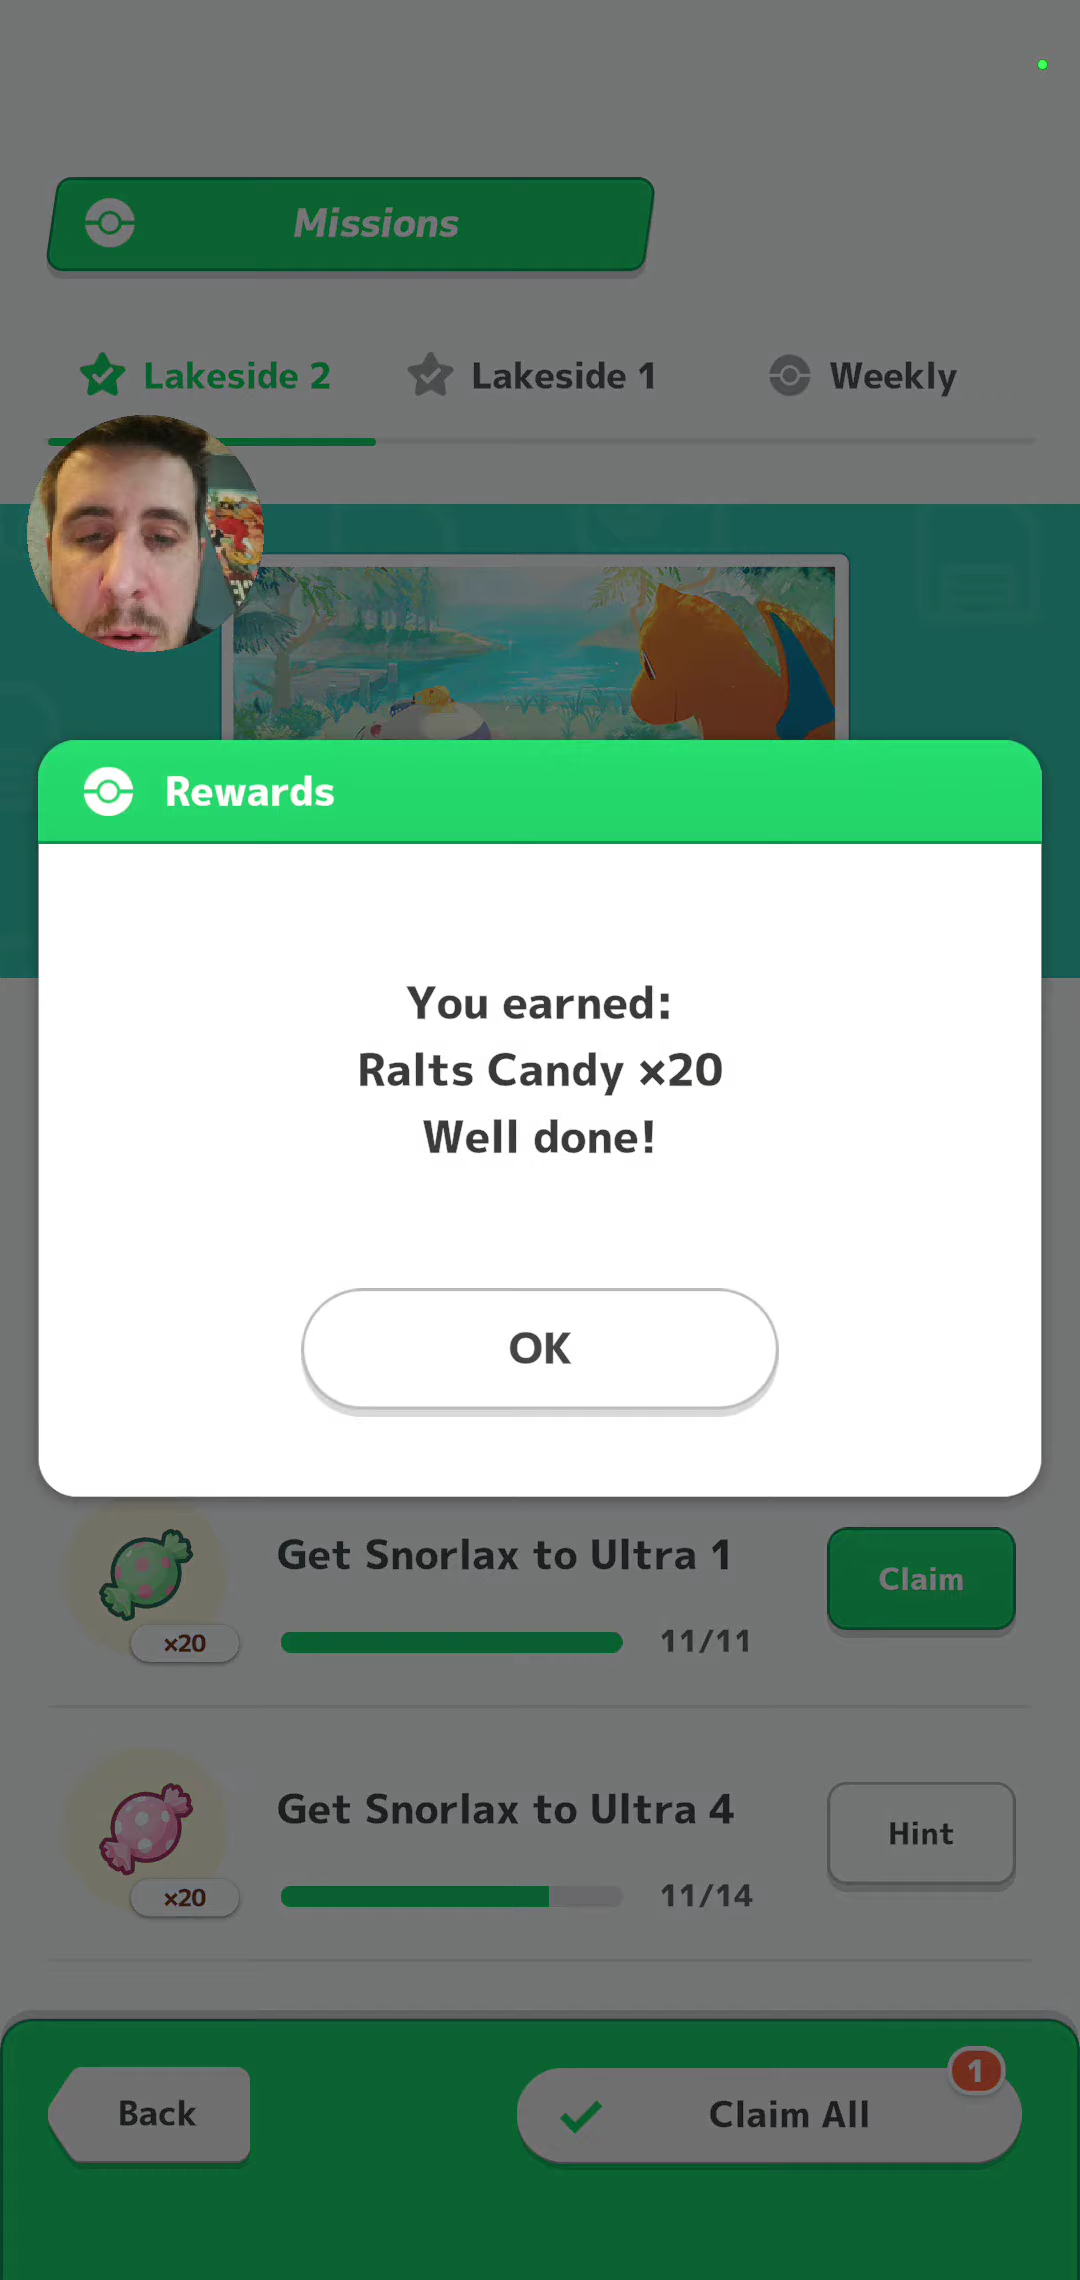 Missions
Lakeside 2
Lakeside 1
Weekly
Rewards
You earned:
Ralts Candy ×20
Well done!
OK
Get Snorlax to Ultra 1
Claim
×20
11/11
Get Snorlax to Ultra 4
Hint
×20
11/14
Back
Claim All
1